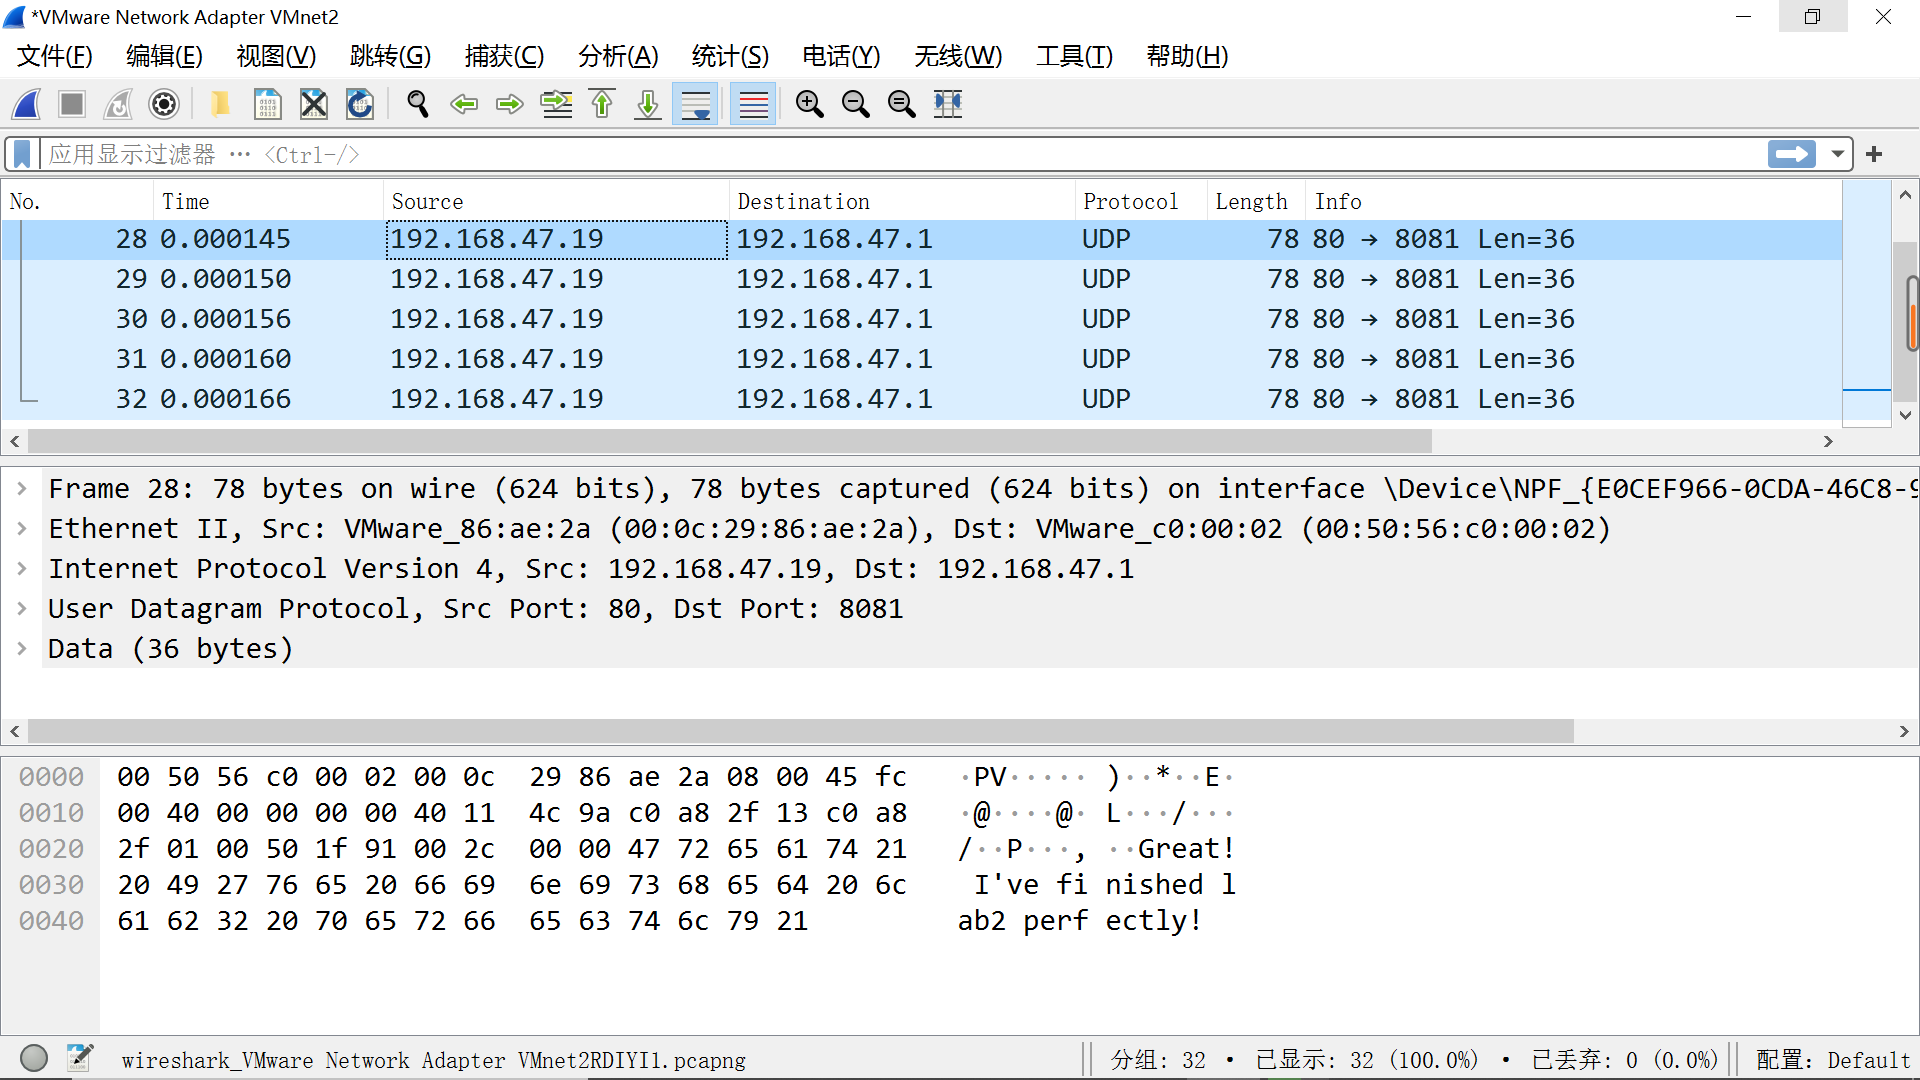 *VMware Network Adapter VMnet2
文件(F) 编辑(E) 视图(V) 跳转(G) 捕获(C) 分析(A) 统计(S) 电话(Y) 无线(W) 工具(T) 帮助(H)
应用显示过滤器 … <Ctrl-/>
No. Time Source Destination Protocol Length Info
28 0.000145 192.168.47.19 192.168.47.1 UDP 78 80 → 8081 Len=36
29 0.000150 192.168.47.19 192.168.47.1 UDP 78 80 → 8081 Len=36
30 0.000156 192.168.47.19 192.168.47.1 UDP 78 80 → 8081 Len=36
31 0.000160 192.168.47.19 192.168.47.1 UDP 78 80 → 8081 Len=36
32 0.000166 192.168.47.19 192.168.47.1 UDP 78 80 → 8081 Len=36
Frame 28: 78 bytes on wire (624 bits), 78 bytes captured (624 bits) on interface \Device\NPF_{E0CEF966-0CDA-46C8-9
Ethernet II, Src: VMware_86:ae:2a (00:0c:29:86:ae:2a), Dst: VMware_c0:00:02 (00:50:56:c0:00:02)
Internet Protocol Version 4, Src: 192.168.47.19, Dst: 192.168.47.1
User Datagram Protocol, Src Port: 80, Dst Port: 8081
Data (36 bytes)
0000 00 50 56 c0 00 02 00 0c 29 86 ae 2a 08 00 45 fc ·PV····· )··*··E·
0010 00 40 00 00 00 00 40 11 4c 9a c0 a8 2f 13 c0 a8 ·@····@· L···/···
0020 2f 01 00 50 1f 91 00 2c 00 00 47 72 65 61 74 21 /··P···, ··Great!
0030 20 49 27 76 65 20 66 69 6e 69 73 68 65 64 20 6c I've fi nished l
0040 61 62 32 20 70 65 72 66 65 63 74 6c 79 21 ab2 perf ectly!
wireshark_VMware Network Adapter VMnet2RDIYI1.pcapng 分组: 32 · 已显示: 32 (100.0%) · 已丢弃: 0 (0.0%) 配置: Default